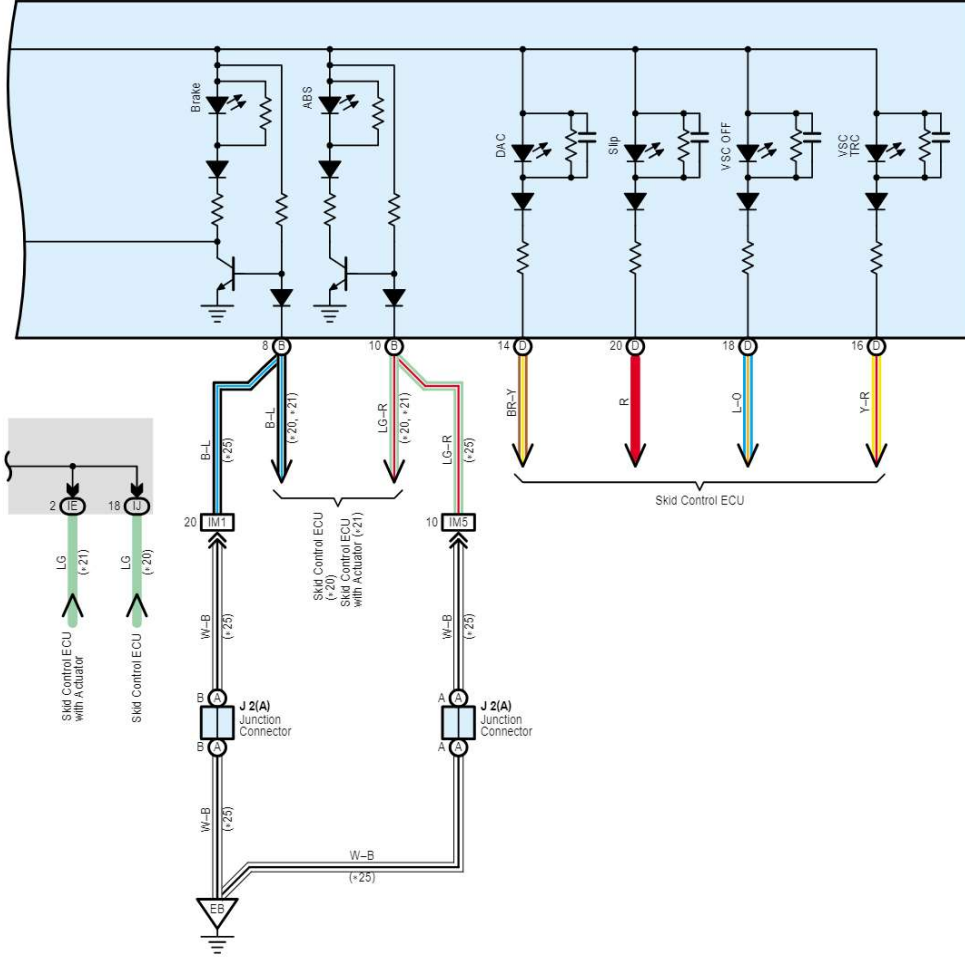 Brake
ABS
DAC
Slip
VSC OFF
VSC
TRC
8 B
10 B
14 D
20 D
18 D
16 D
B–L
(*25)
B–L
(*20, *21)
LG–R
(*20, *21)
LG–R
(*25)
BR–Y
R
L–O
Y–R
Skid Control ECU
2 IE
18 IJ
LG
(*21)
LG
(*20)
Skid Control ECU
with Actuator
Skid Control ECU
20 IM1
10 IM5
Skid Control ECU
(*20)
Skid Control ECU
with Actuator (*21)
W–B
(*25)
W–B
(*25)
B A
J 2(A)
Junction
Connector
B A
A A
J 2(A)
Junction
Connector
A A
W–B
(*25)
W–B
(*25)
EB